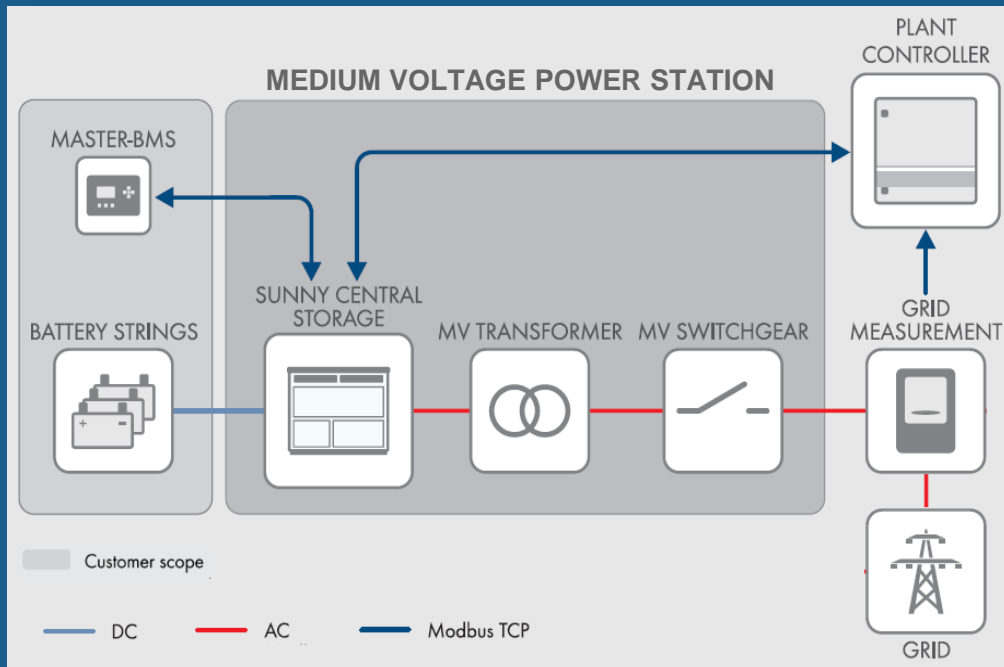 PLANT
CONTROLLER
MEDIUM VOLTAGE POWER STATION
MASTER-BMS
SUNNY CENTRAL
STORAGE
BATTERY STRINGS
MV TRANSFORMER
MV SWITCHGEAR
GRID
MEASUREMENT
Customer scope
DC
AC
Modbus TCP
GRID